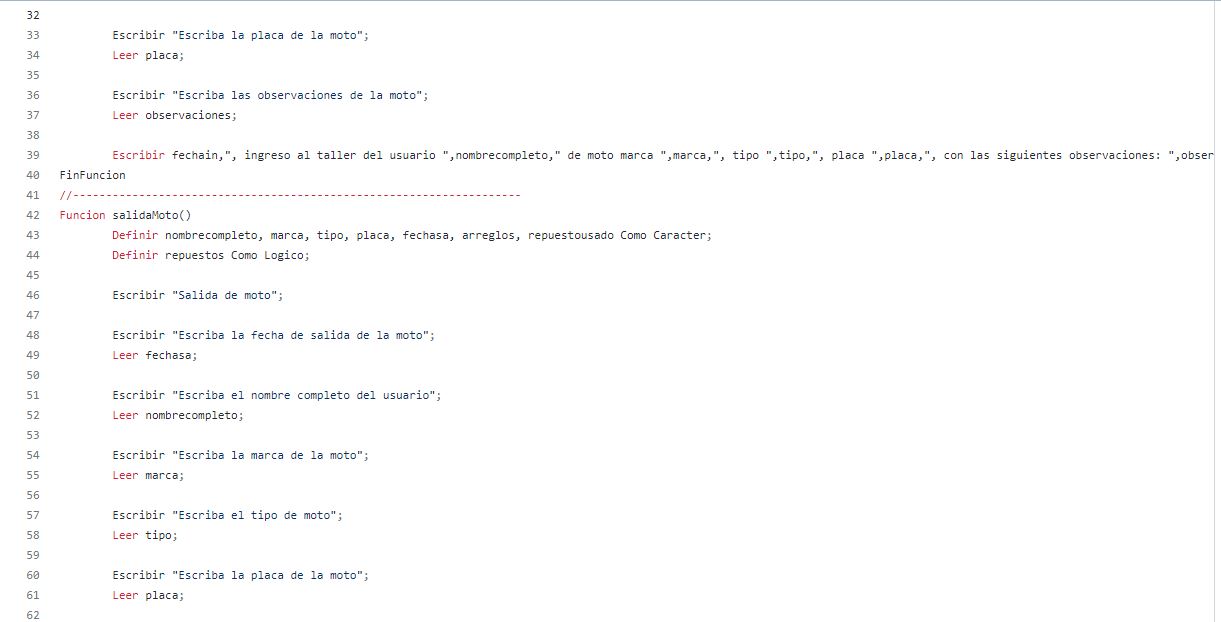 32
33 Escribir "Escriba la placa de la moto";
34 Leer placa;
35
36 Escribir "Escriba las observaciones de la moto";
37 Leer observaciones;
38
39 Escribir fechain,", ingreso al taller del usuario ",nombrecompleto," de moto marca ",marca,", tipo ",tipo,", placa ",placa,", con las siguientes observaciones: ",obser
40 FinFuncion
41 //--------------------------------------------------------------------
42 Funcion salidaMoto()
43 Definir nombrecompleto, marca, tipo, placa, fechasa, arreglos, repuestousado Como Caracter;
44 Definir repuestos Como Logico;
45
46 Escribir "Salida de moto";
47
48 Escribir "Escriba la fecha de salida de la moto";
49 Leer fechasa;
50
51 Escribir "Escriba el nombre completo del usuario";
52 Leer nombrecompleto;
53
54 Escribir "Escriba la marca de la moto";
55 Leer marca;
56
57 Escribir "Escriba el tipo de moto";
58 Leer tipo;
59
60 Escribir "Escriba la placa de la moto";
61 Leer placa;
62